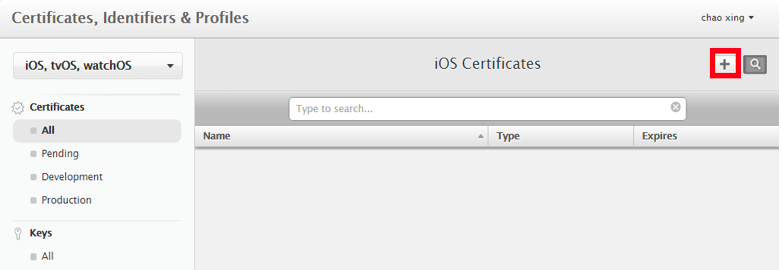 Certificates, Identifiers & Profiles
chao xing
iOS, tvOS, watchOS
iOS Certificates
Certificates
Type to search...
All
Name Type Expires
Pending
Development
Production
Keys
All